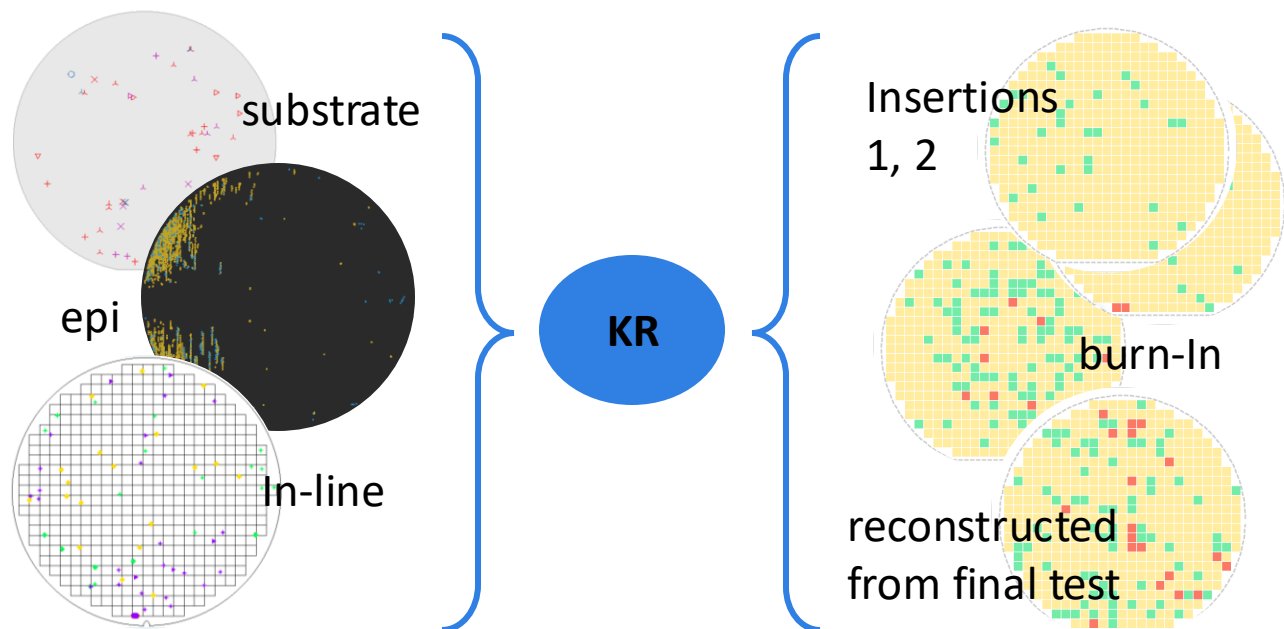 substrate
epi
In-line
KR
Insertions
1, 2
burn-In
reconstructed
from final test